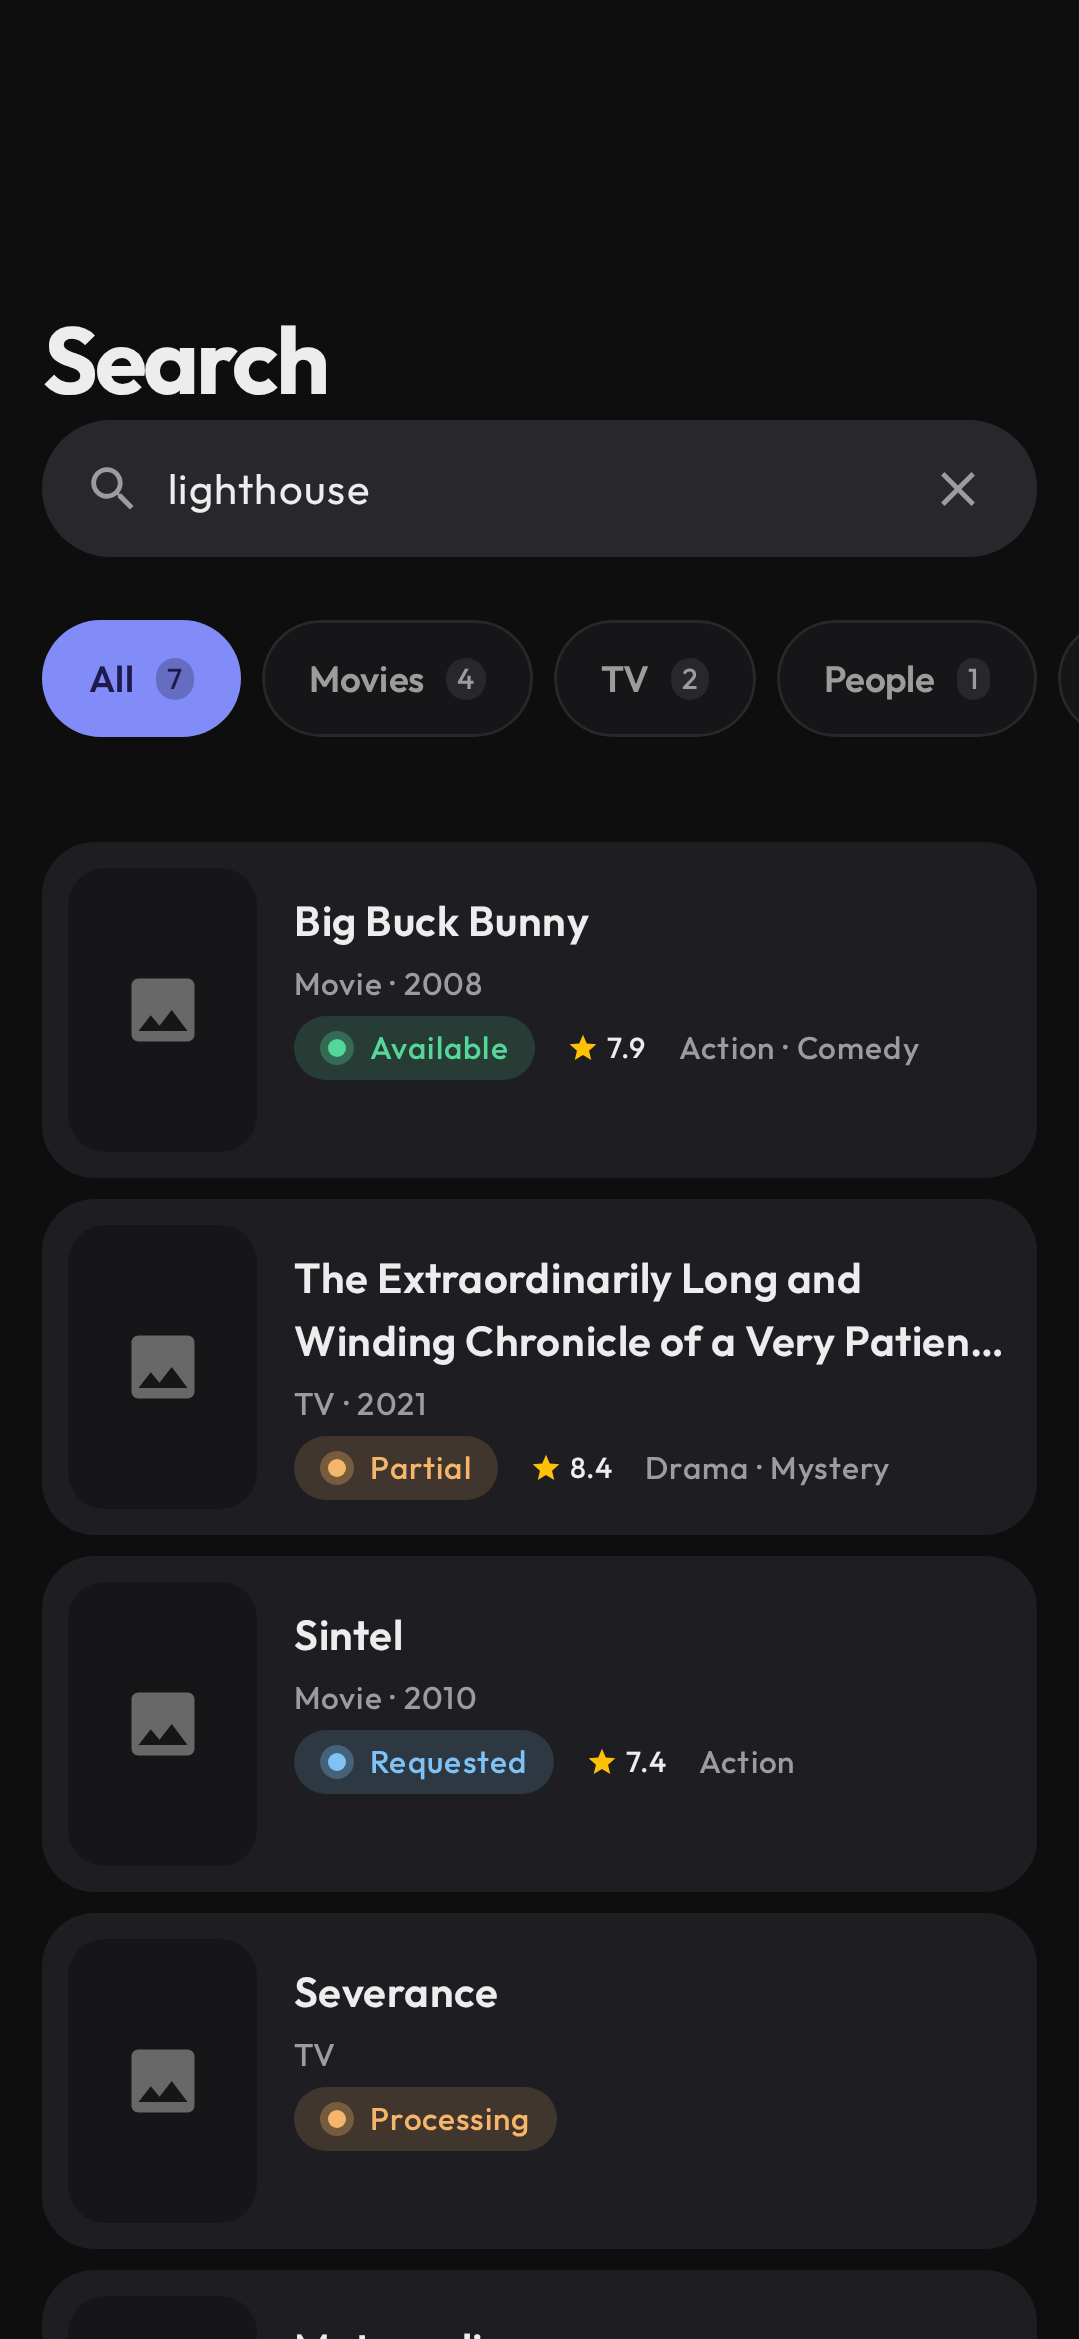 Search
lighthouse
All 7
Movies 4
TV 2
People 1
Big Buck Bunny
Movie · 2008
Available 7.9 Action · Comedy
The Extraordinarily Long and
Winding Chronicle of a Very Patien...
TV · 2021
Partial 8.4 Drama · Mystery
Sintel
Movie · 2010
Requested 7.4 Action
Severance
TV
Processing